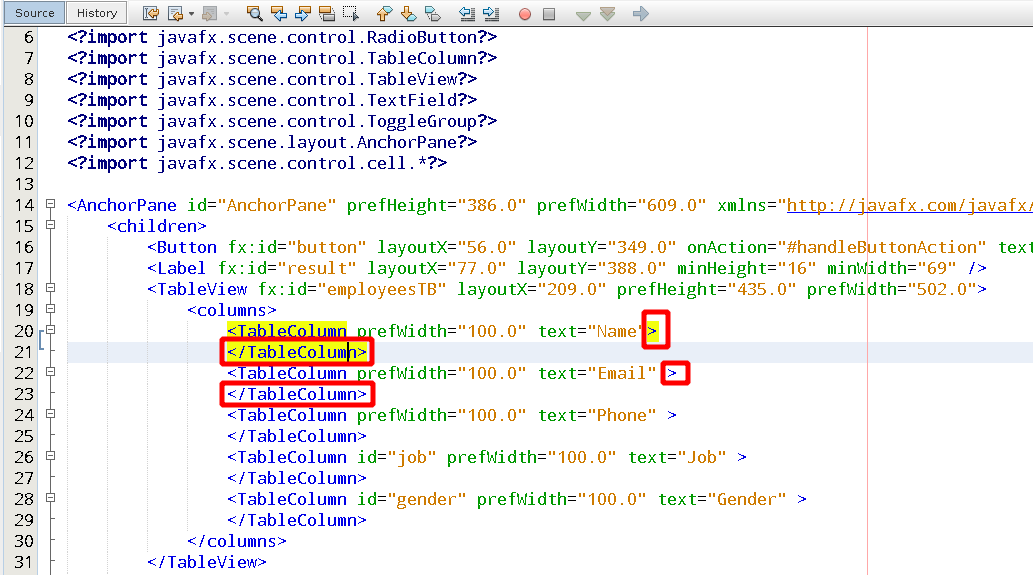 Source History
6 <?import javafx.scene.control.RadioButton?>
7 <?import javafx.scene.control.TableColumn?>
8 <?import javafx.scene.control.TableView?>
9 <?import javafx.scene.control.TextField?>
10 <?import javafx.scene.control.ToggleGroup?>
11 <?import javafx.scene.layout.AnchorPane?>
12 <?import javafx.scene.control.cell.*?>
13
14 <AnchorPane id="AnchorPane" prefHeight="386.0" prefWidth="609.0" xmlns="http://javafx.com/javafx/
15 <children>
16 <Button fx:id="button" layoutX="56.0" layoutY="349.0" onAction="#handleButtonAction" text
17 <Label fx:id="result" layoutX="77.0" layoutY="388.0" minHeight="16" minWidth="69" />
18 <TableView fx:id="employeesTB" layoutX="209.0" prefHeight="435.0" prefWidth="502.0">
19 <columns>
20 <TableColumn prefWidth="100.0" text="Name">
21 </TableColumn>
22 <TableColumn prefWidth="100.0" text="Email" >
23 </TableColumn>
24 <TableColumn prefWidth="100.0" text="Phone" >
25 </TableColumn>
26 <TableColumn id="job" prefWidth="100.0" text="Job" >
27 </TableColumn>
28 <TableColumn id="gender" prefWidth="100.0" text="Gender" >
29 </TableColumn>
30 </columns>
31 </TableView>